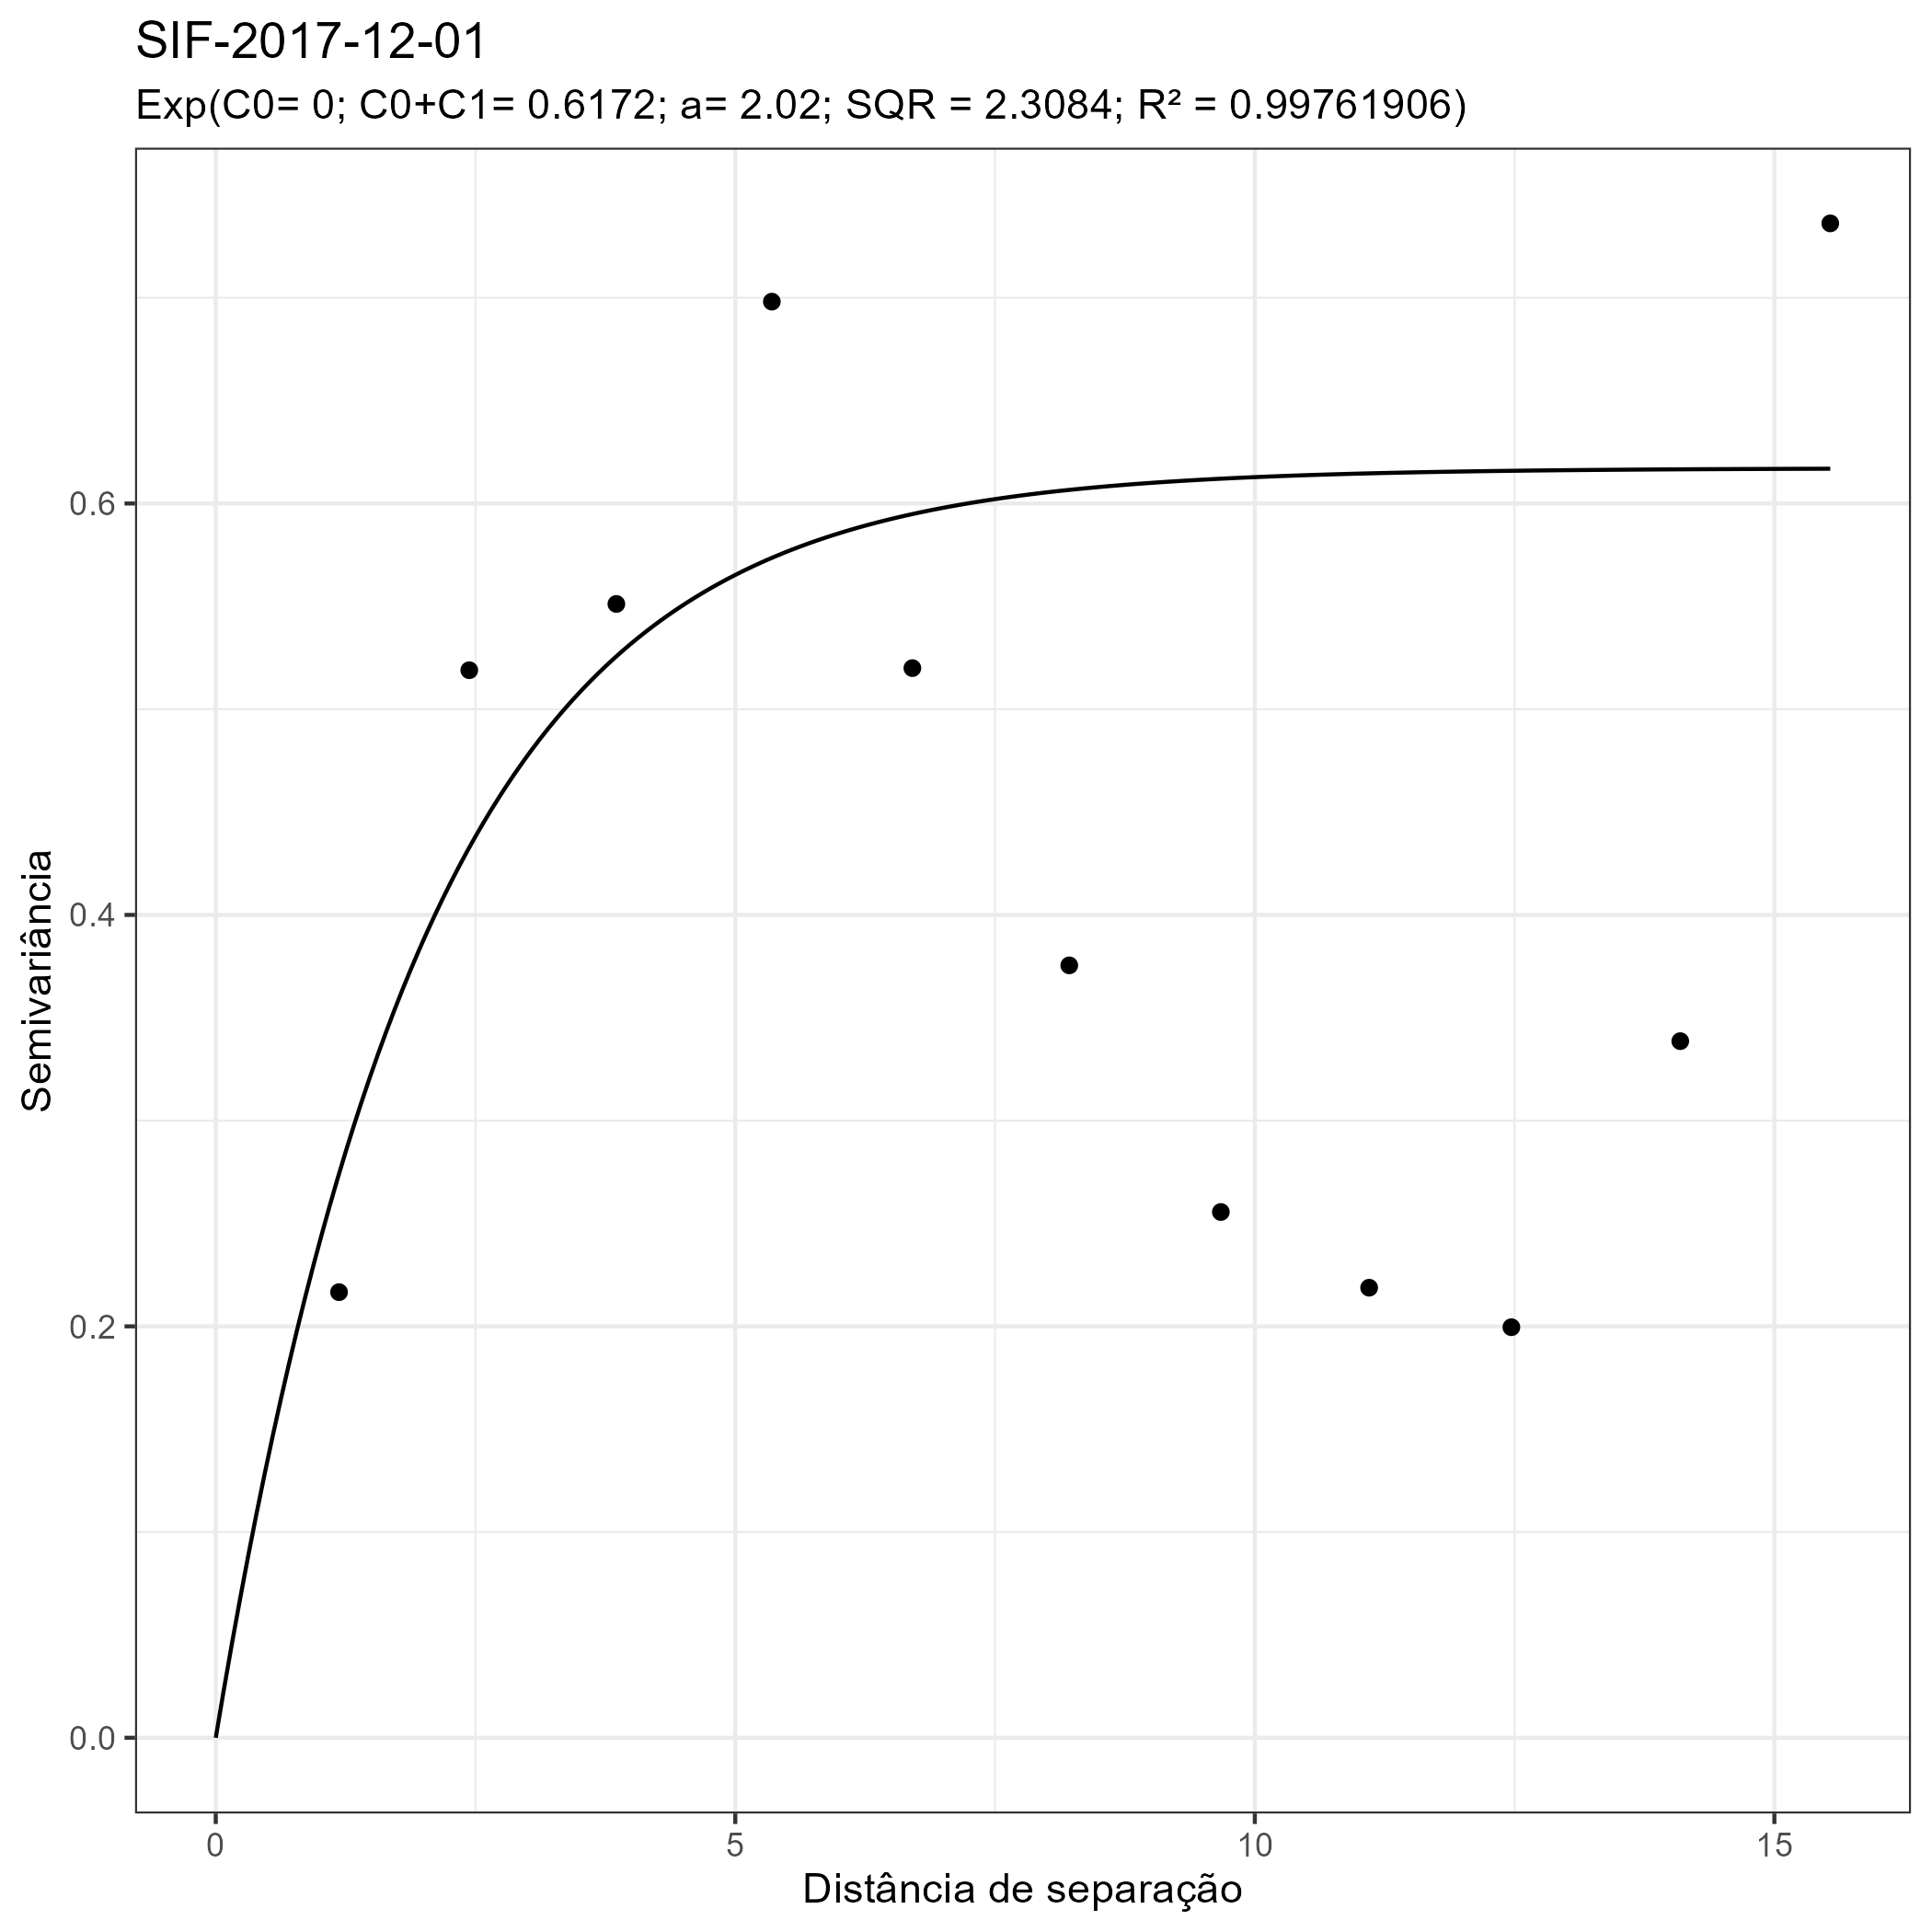 SIF-2017-12-01
Exp(C0= 0; C0+C1= 0.6172; a= 2.02; SQR = 2.3084; R² = 0.99761906)
Semivariância
0.6
0.4
0.2
0.0
0 5 10 15
Distância de separação